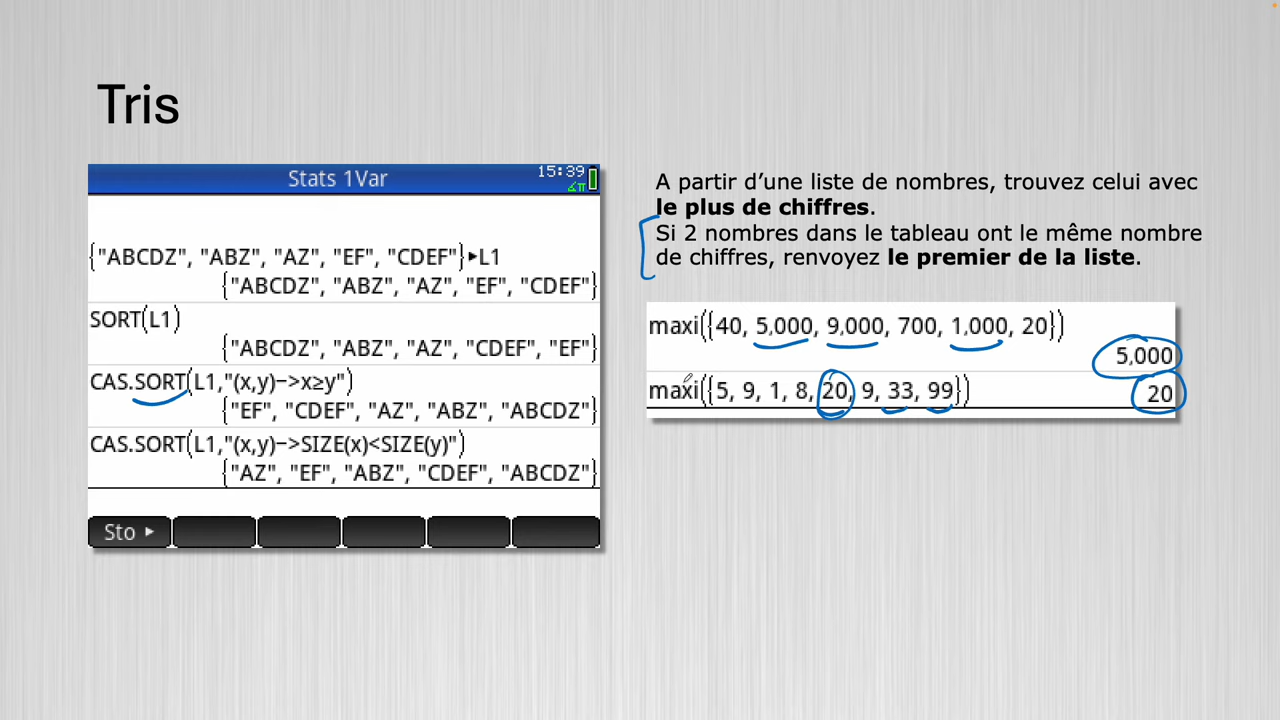 Tris
Stats 1Var
15:39
∡π
{"ABCDZ", "ABZ", "AZ", "EF", "CDEF"}▶L1
{"ABCDZ", "ABZ", "AZ", "EF", "CDEF"}
SORT(L1)
{"ABCDZ", "ABZ", "AZ", "CDEF", "EF"}
CAS.SORT(L1,"(x,y)−>x≥y")
{"EF", "CDEF", "AZ", "ABZ", "ABCDZ"}
CAS.SORT(L1,"(x,y)−>SIZE(x)<SIZE(y)")
{"AZ", "EF", "ABZ", "CDEF", "ABCDZ"}
Sto ▶
A partir d’une liste de nombres, trouvez celui avec
le plus de chiffres.
Si 2 nombres dans le tableau ont le même nombre
de chiffres, renvoyez le premier de la liste.
maxi({40, 5,000, 9,000, 700, 1,000, 20})
5,000
maxi({5, 9, 1, 8, 20, 9, 33, 99})
20